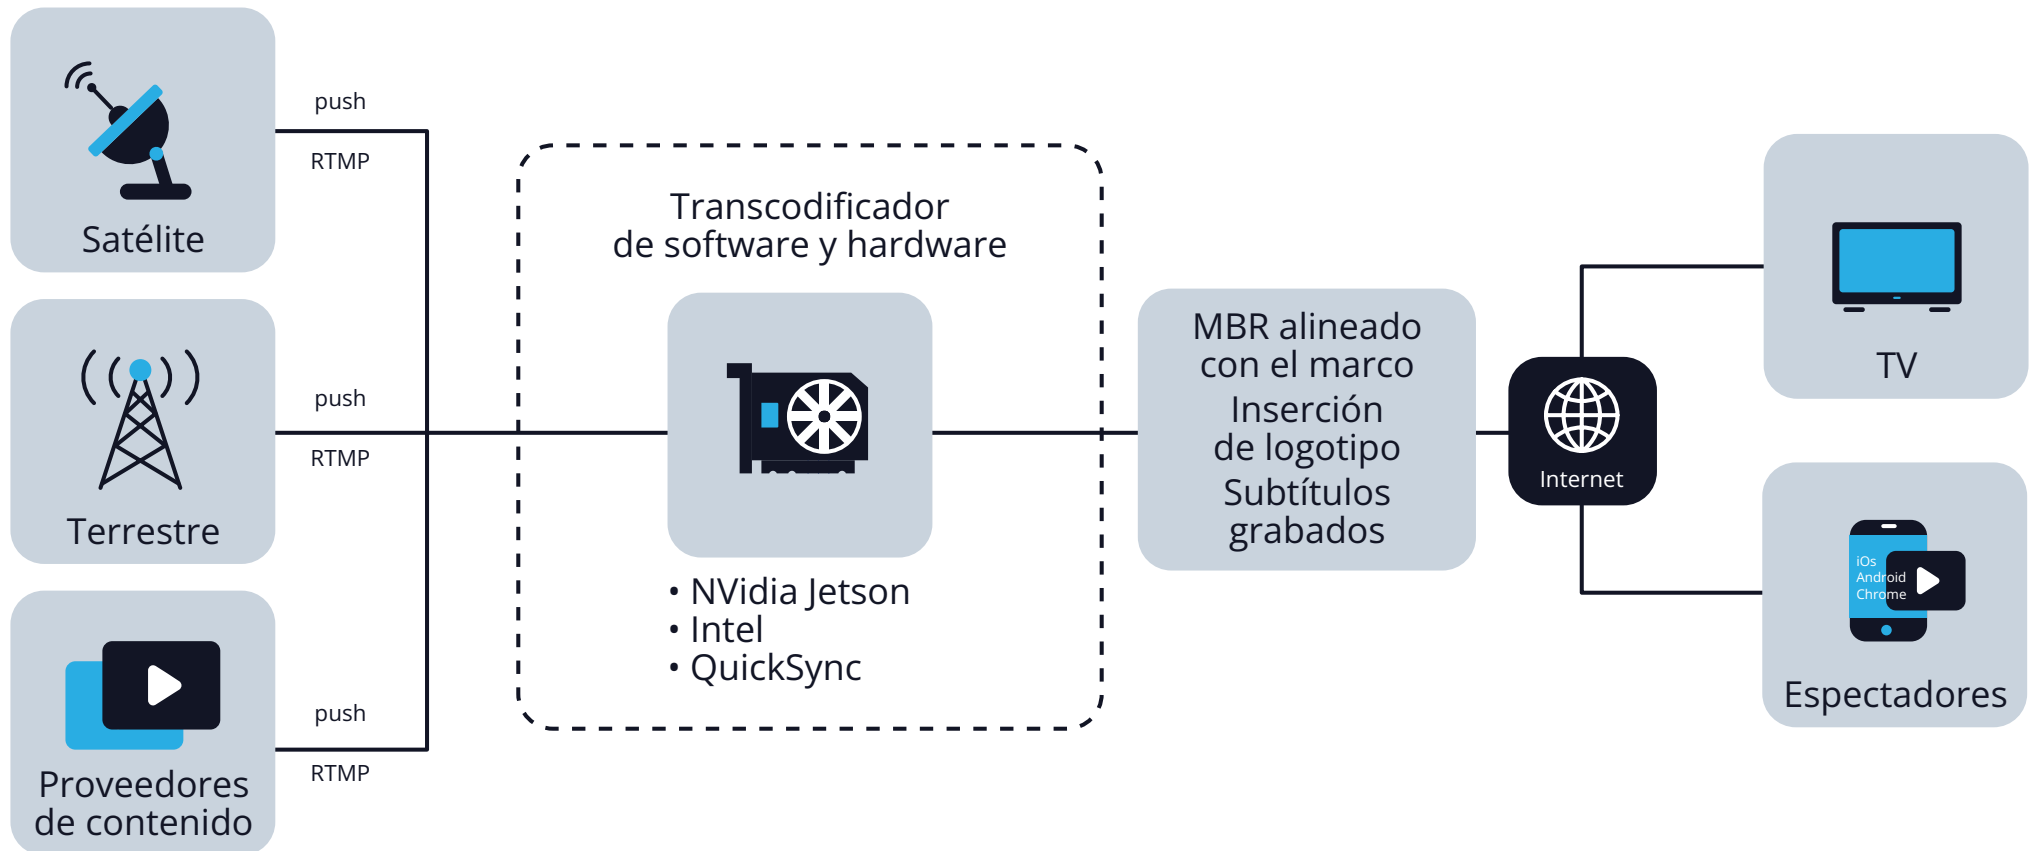 Satélite
push
RTMP
Terrestre
push
RTMP
Proveedores
de contenido
push
RTMP
Transcodificador
de software y hardware
• NVidia Jetson
• Intel
• QuickSync
MBR alineado
con el marco
Inserción
de logotipo
Subtítulos
grabados
Internet
TV
iOs
Android
Chrome
Espectadores